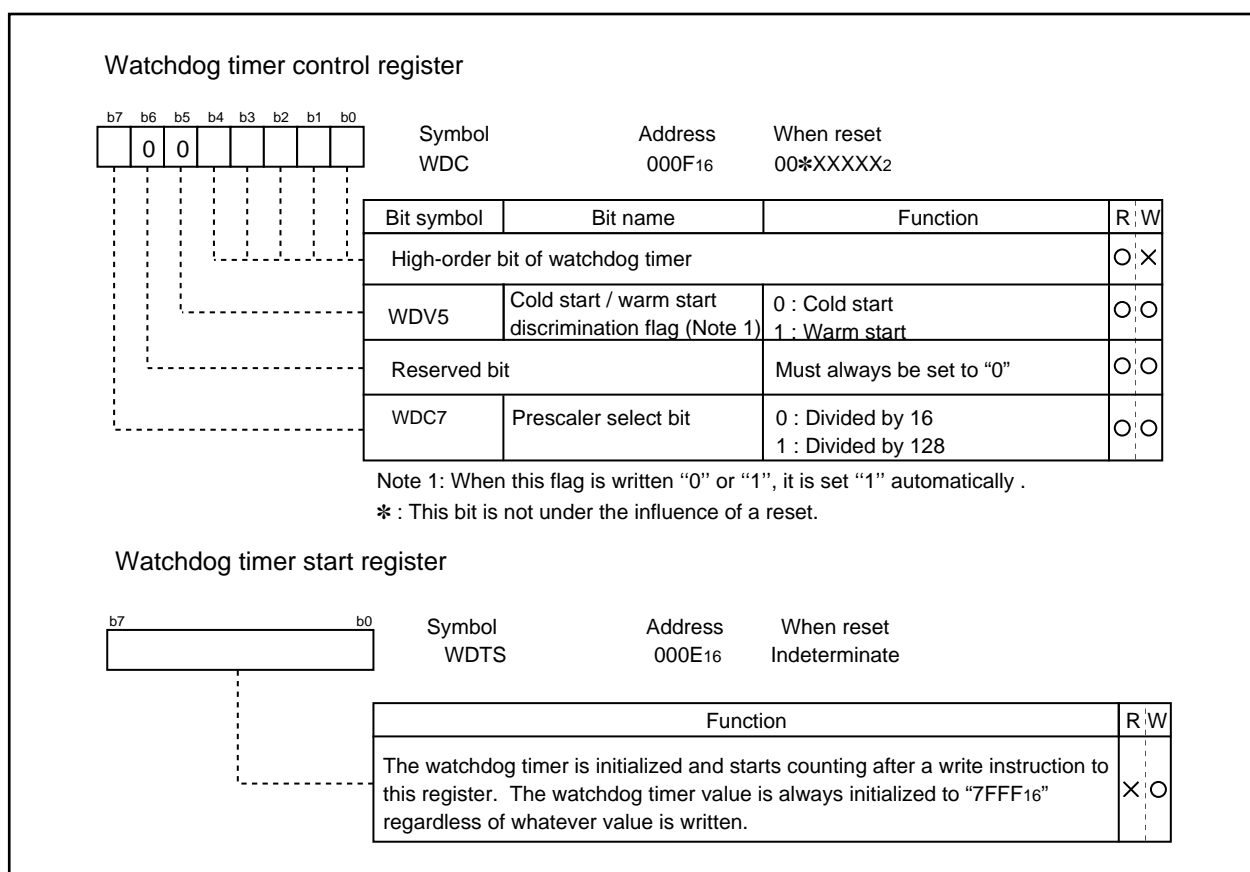 Watchdog timer control register
b7 b6 b5 b4 b3 b2 b1 b0
0 0
Symbol Address When reset
WDC 000F16 00✽XXXXX2
Bit symbol Bit name Function R W
High-order bit of watchdog timer
WDV5 Cold start / warm start discrimination flag (Note 1) 0 : Cold start
1 : Warm start
Reserved bit Must always be set to “0”
WDC7 Prescaler select bit 0 : Divided by 16
1 : Divided by 128
Note 1: When this flag is written ‘‘0’’ or ‘‘1’’, it is set ‘‘1’’ automatically .
✽ : This bit is not under the influence of a reset.
Watchdog timer start register
b7 b0
Symbol Address When reset
WDTS 000E16 Indeterminate
Function R W
The watchdog timer is initialized and starts counting after a write instruction to
this register. The watchdog timer value is always initialized to “7FFF16”
regardless of whatever value is written.